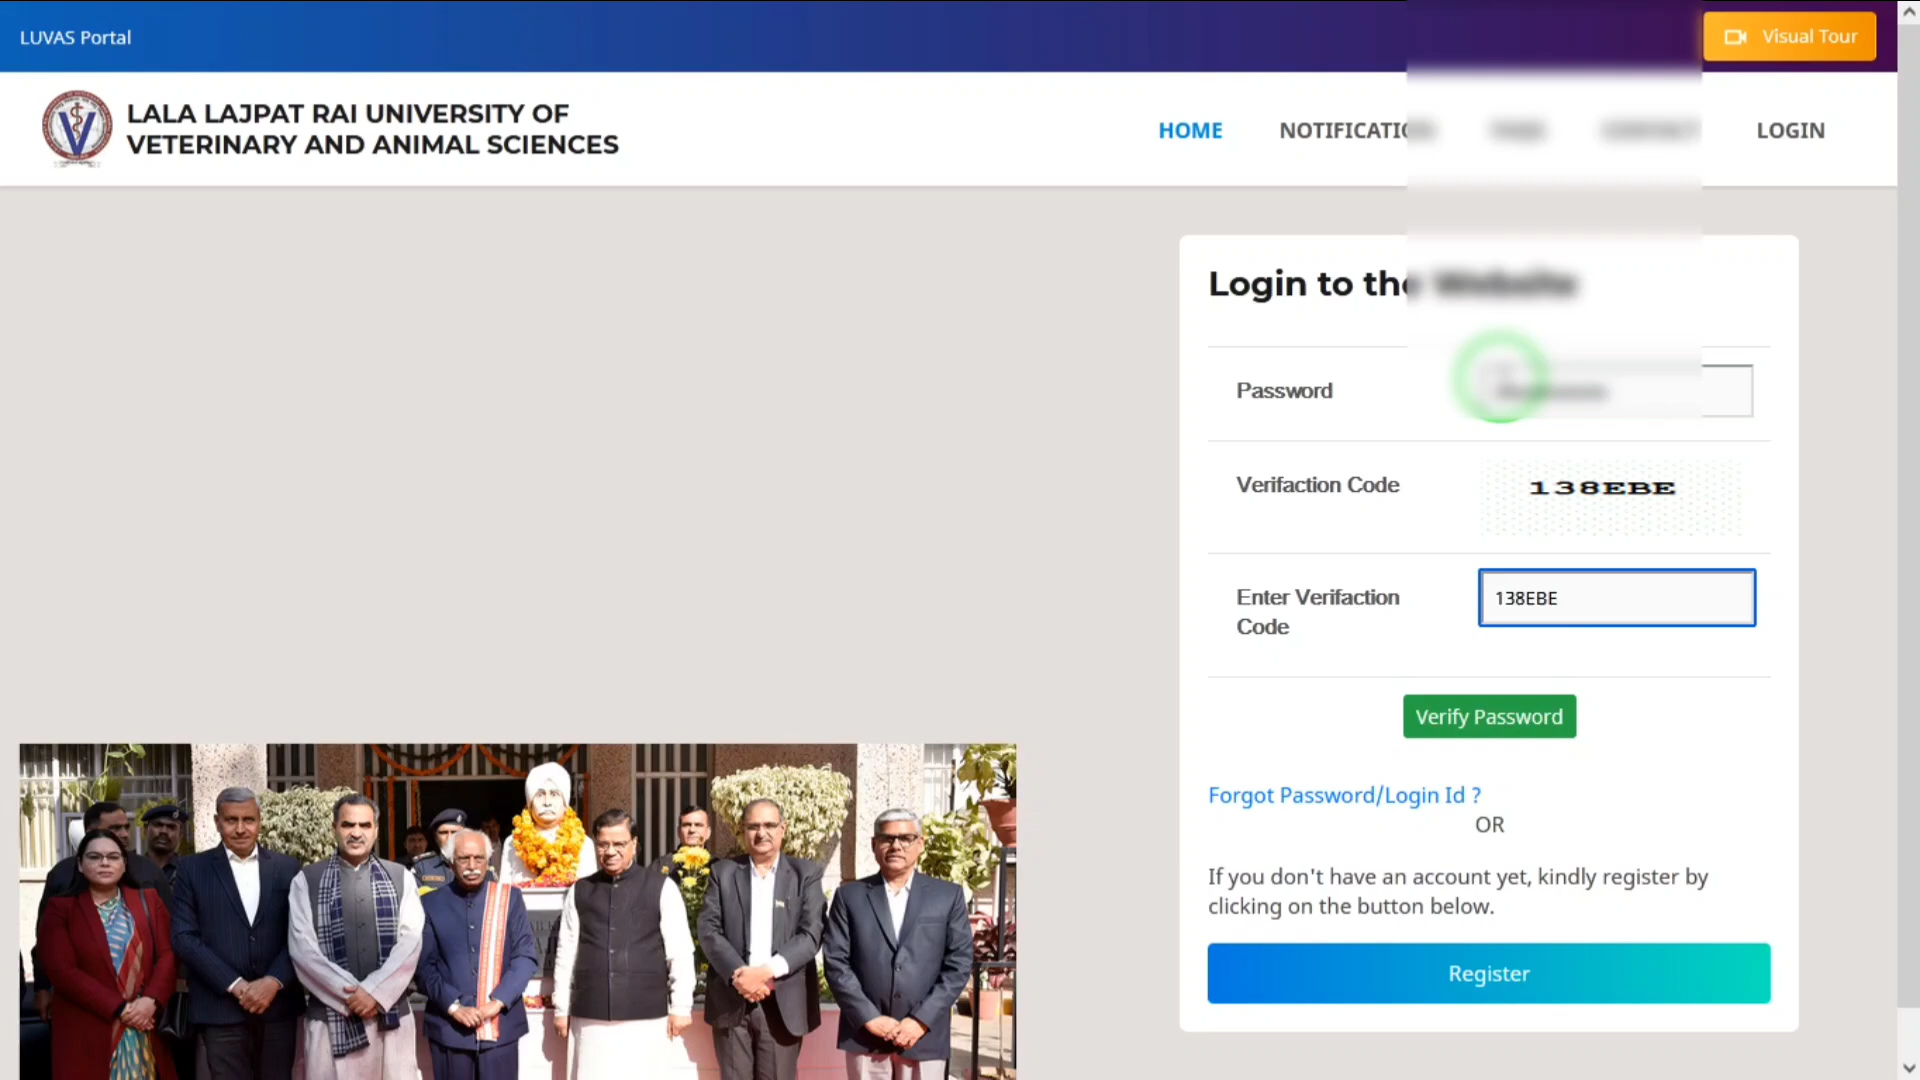 LUVAS Portal
Visual Tour
LALA LAJPAT RAI UNIVERSITY OF
VETERINARY AND ANIMAL SCIENCES
HOME
LOGIN
Login to the Website
Password
Verifaction Code
138EBE
Enter Verifaction
Code
138EBE
Verify Password
Forgot Password/Login Id ?
OR
If you don't have an account yet, kindly register by
clicking on the button below.
Register